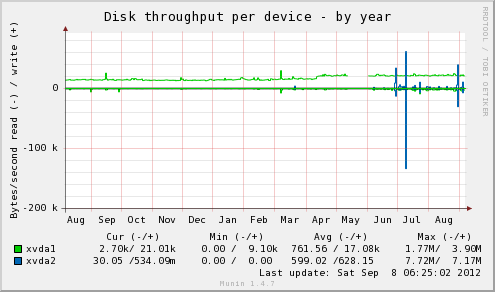 Disk throughput per device - by year
RRDTOOL / TOBI OETIKER
Bytes/second read (-) / write (+)
0
-100 k
-200 k
Aug Sep Oct Nov Dec Jan Feb Mar Apr May Jun Jul Aug
Cur (-/+) Min (-/+) Avg (-/+) Max (-/+)
xvda1 2.70k/ 21.01k 0.00 / 9.10k 761.56 / 17.08k 1.77M/ 3.90M
xvda2 30.05 /534.09m 0.00 / 0.00 599.02 /628.15 7.72M/ 7.17M
Last update: Sat Sep 8 06:25:02 2012
Munin 1.4.7